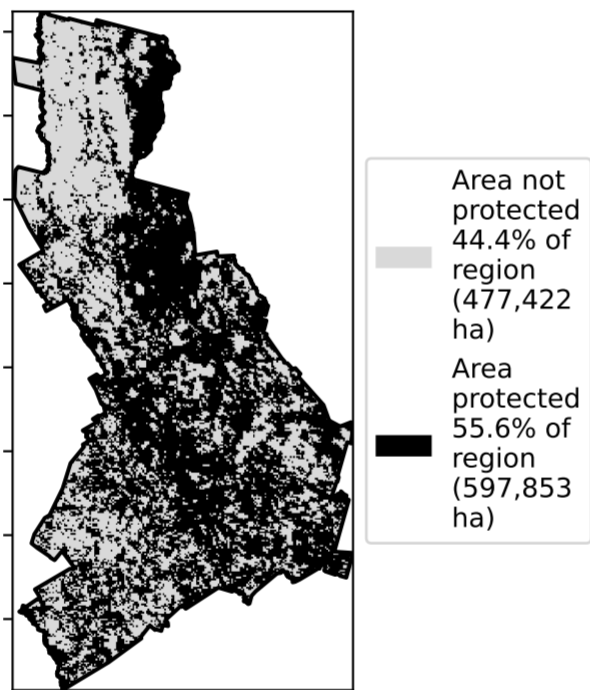 Area not
protected
44.4% of
region
(477,422
ha)
Area
protected
55.6% of
region
(597,853
ha)